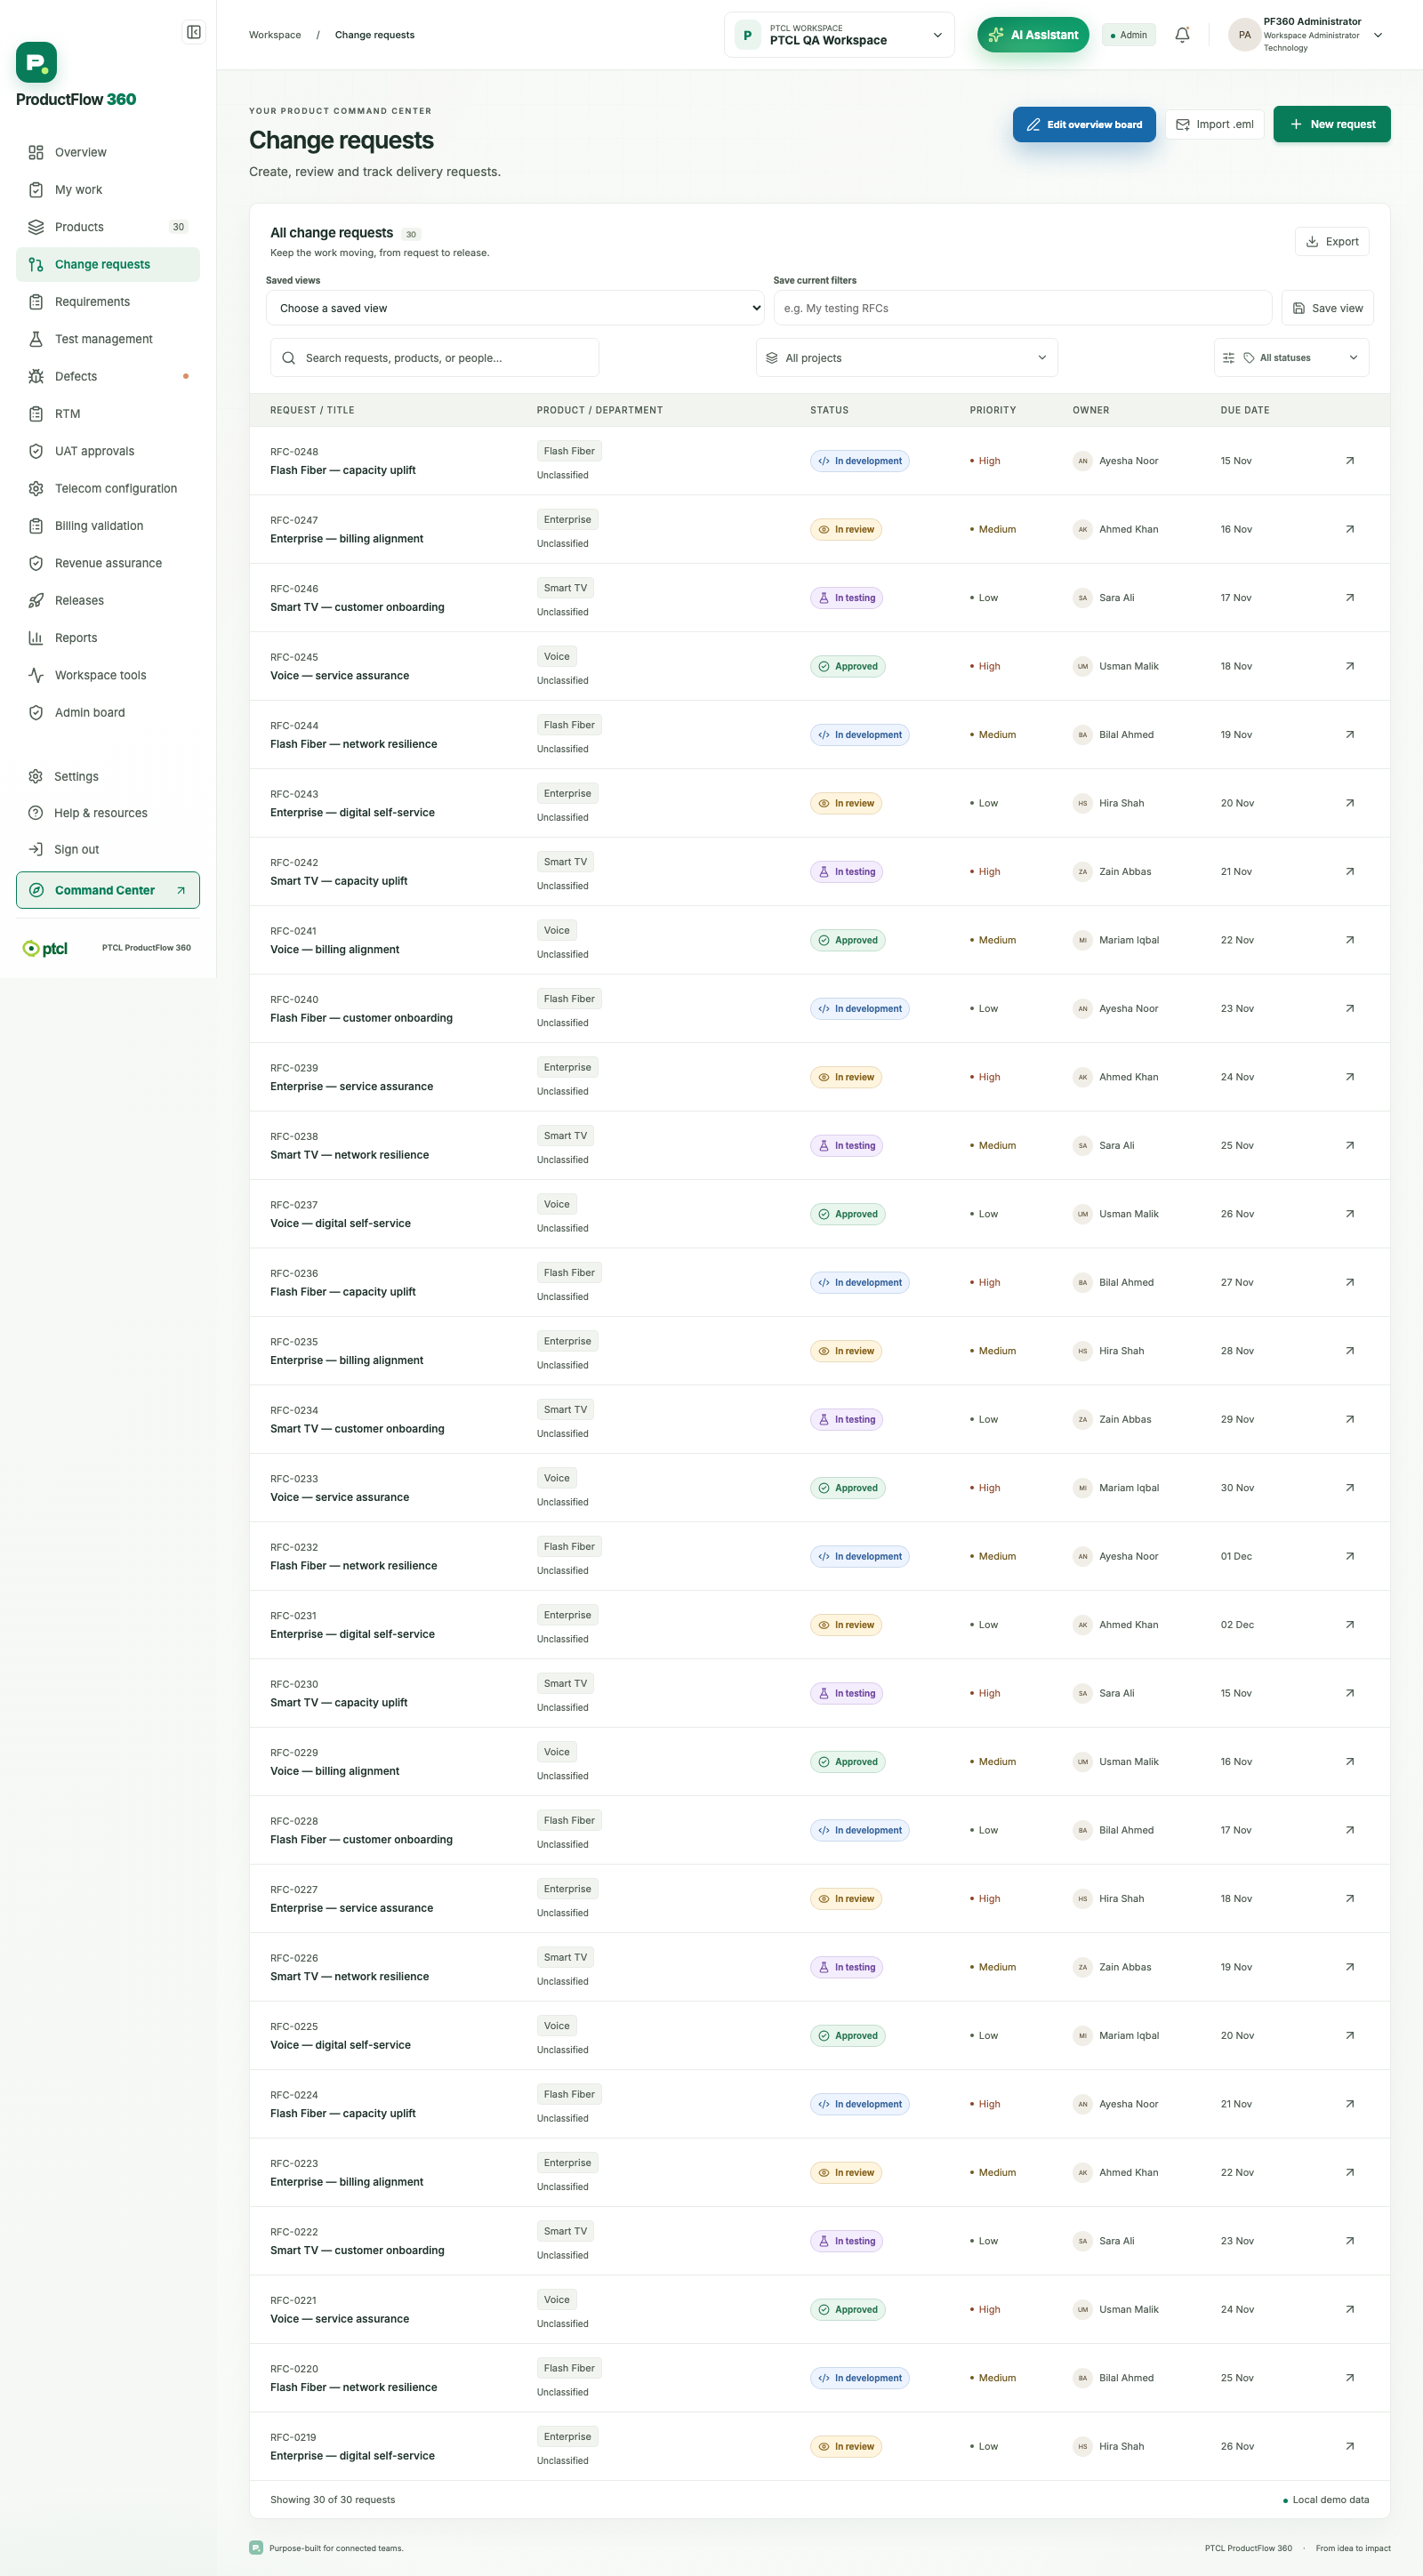 P.
ProductFlow 360
Overview
My work
Products 30
Change requests
Requirements
Test management
Defects
RTM
UAT approvals
Telecom configuration
Billing validation
Revenue assurance
Releases
Reports
Workspace tools
Admin board
Settings
Help & resources
Sign out
Command Center
ptcl PTCL ProductFlow 360
Workspace / Change requests
P
PTCL WORKSPACE
PTCL QA Workspace
AI Assistant
Admin
PA
PF360 Administrator
Workspace Administrator
Technology
YOUR PRODUCT COMMAND CENTER
Change requests
Create, review and track delivery requests.
Edit overview board
Import .eml
New request
All change requests 30
Keep the work moving, from request to release.
Export
Saved views
Choose a saved view
Save current filters
e.g. My testing RFCs
Save view
Search requests, products, or people...
All projects
All statuses
REQUEST / TITLE PRODUCT / DEPARTMENT STATUS PRIORITY OWNER DUE DATE
RFC-0248 Flash Fiber
Flash Fiber — capacity uplift Unclassified In development High AN Ayesha Noor 15 Nov
RFC-0247 Enterprise
Enterprise — billing alignment Unclassified In review Medium AK Ahmed Khan 16 Nov
RFC-0246 Smart TV
Smart TV — customer onboarding Unclassified In testing Low SA Sara Ali 17 Nov
RFC-0245 Voice
Voice — service assurance Unclassified Approved High UM Usman Malik 18 Nov
RFC-0244 Flash Fiber
Flash Fiber — network resilience Unclassified In development Medium BA Bilal Ahmed 19 Nov
RFC-0243 Enterprise
Enterprise — digital self-service Unclassified In review Low HS Hira Shah 20 Nov
RFC-0242 Smart TV
Smart TV — capacity uplift Unclassified In testing High ZA Zain Abbas 21 Nov
RFC-0241 Voice
Voice — billing alignment Unclassified Approved Medium MI Mariam Iqbal 22 Nov
RFC-0240 Flash Fiber
Flash Fiber — customer onboarding Unclassified In development Low AN Ayesha Noor 23 Nov
RFC-0239 Enterprise
Enterprise — service assurance Unclassified In review High AK Ahmed Khan 24 Nov
RFC-0238 Smart TV
Smart TV — network resilience Unclassified In testing Medium SA Sara Ali 25 Nov
RFC-0237 Voice
Voice — digital self-service Unclassified Approved Low UM Usman Malik 26 Nov
RFC-0236 Flash Fiber
Flash Fiber — capacity uplift Unclassified In development High BA Bilal Ahmed 27 Nov
RFC-0235 Enterprise
Enterprise — billing alignment Unclassified In review Medium HS Hira Shah 28 Nov
RFC-0234 Smart TV
Smart TV — customer onboarding Unclassified In testing Low ZA Zain Abbas 29 Nov
RFC-0233 Voice
Voice — service assurance Unclassified Approved High MI Mariam Iqbal 30 Nov
RFC-0232 Flash Fiber
Flash Fiber — network resilience Unclassified In development Medium AN Ayesha Noor 01 Dec
RFC-0231 Enterprise
Enterprise — digital self-service Unclassified In review Low AK Ahmed Khan 02 Dec
RFC-0230 Smart TV
Smart TV — capacity uplift Unclassified In testing High SA Sara Ali 15 Nov
RFC-0229 Voice
Voice — billing alignment Unclassified Approved Medium UM Usman Malik 16 Nov
RFC-0228 Flash Fiber
Flash Fiber — customer onboarding Unclassified In development Low BA Bilal Ahmed 17 Nov
RFC-0227 Enterprise
Enterprise — service assurance Unclassified In review High HS Hira Shah 18 Nov
RFC-0226 Smart TV
Smart TV — network resilience Unclassified In testing Medium ZA Zain Abbas 19 Nov
RFC-0225 Voice
Voice — digital self-service Unclassified Approved Low MI Mariam Iqbal 20 Nov
RFC-0224 Flash Fiber
Flash Fiber — capacity uplift Unclassified In development High AN Ayesha Noor 21 Nov
RFC-0223 Enterprise
Enterprise — billing alignment Unclassified In review Medium AK Ahmed Khan 22 Nov
RFC-0222 Smart TV
Smart TV — customer onboarding Unclassified In testing Low SA Sara Ali 23 Nov
RFC-0221 Voice
Voice — service assurance Unclassified Approved High UM Usman Malik 24 Nov
RFC-0220 Flash Fiber
Flash Fiber — network resilience Unclassified In development Medium BA Bilal Ahmed 25 Nov
RFC-0219 Enterprise
Enterprise — digital self-service Unclassified In review Low HS Hira Shah 26 Nov
Showing 30 of 30 requests Local demo data
P. Purpose-built for connected teams. PTCL ProductFlow 360 · From idea to impact